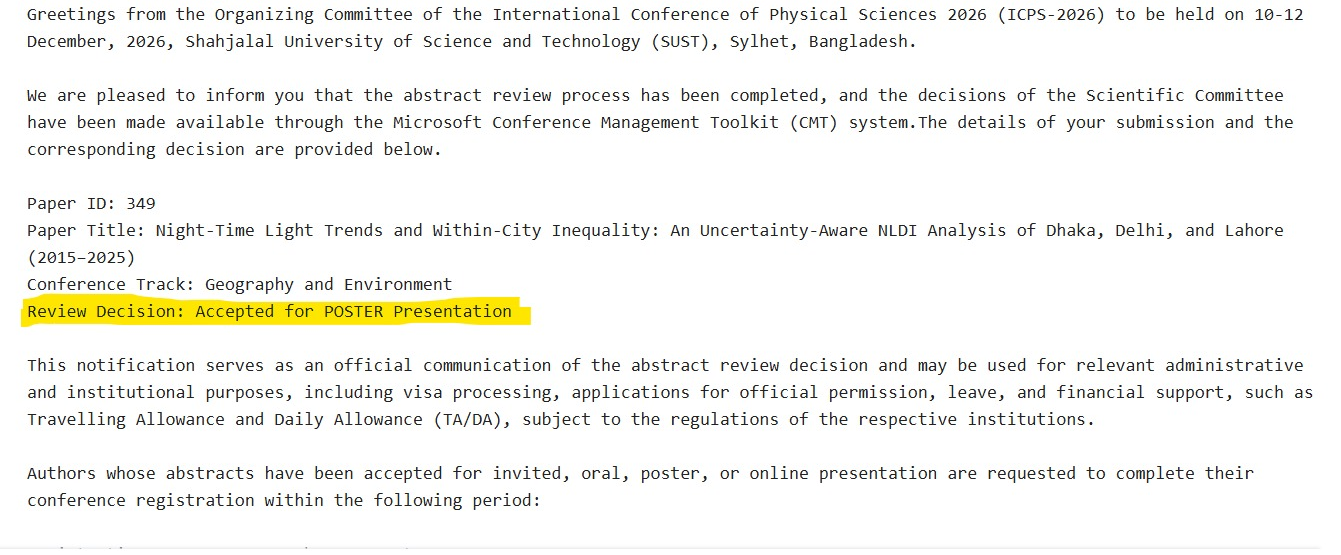 Greetings from the Organizing Committee of the International Conference of Physical Sciences 2026 (ICPS-2026) to be held on 10-12
December, 2026, Shahjalal University of Science and Technology (SUST), Sylhet, Bangladesh.
We are pleased to inform you that the abstract review process has been completed, and the decisions of the Scientific Committee
have been made available through the Microsoft Conference Management Toolkit (CMT) system.The details of your submission and the
corresponding decision are provided below.
Paper ID: 349
Paper Title: Night-Time Light Trends and Within-City Inequality: An Uncertainty-Aware NLDI Analysis of Dhaka, Delhi, and Lahore
(2015–2025)
Conference Track: Geography and Environment
Review Decision: Accepted for POSTER Presentation
This notification serves as an official communication of the abstract review decision and may be used for relevant administrative
and institutional purposes, including visa processing, applications for official permission, leave, and financial support, such as
Travelling Allowance and Daily Allowance (TA/DA), subject to the regulations of the respective institutions.
Authors whose abstracts have been accepted for invited, oral, poster, or online presentation are requested to complete their
conference registration within the following period: